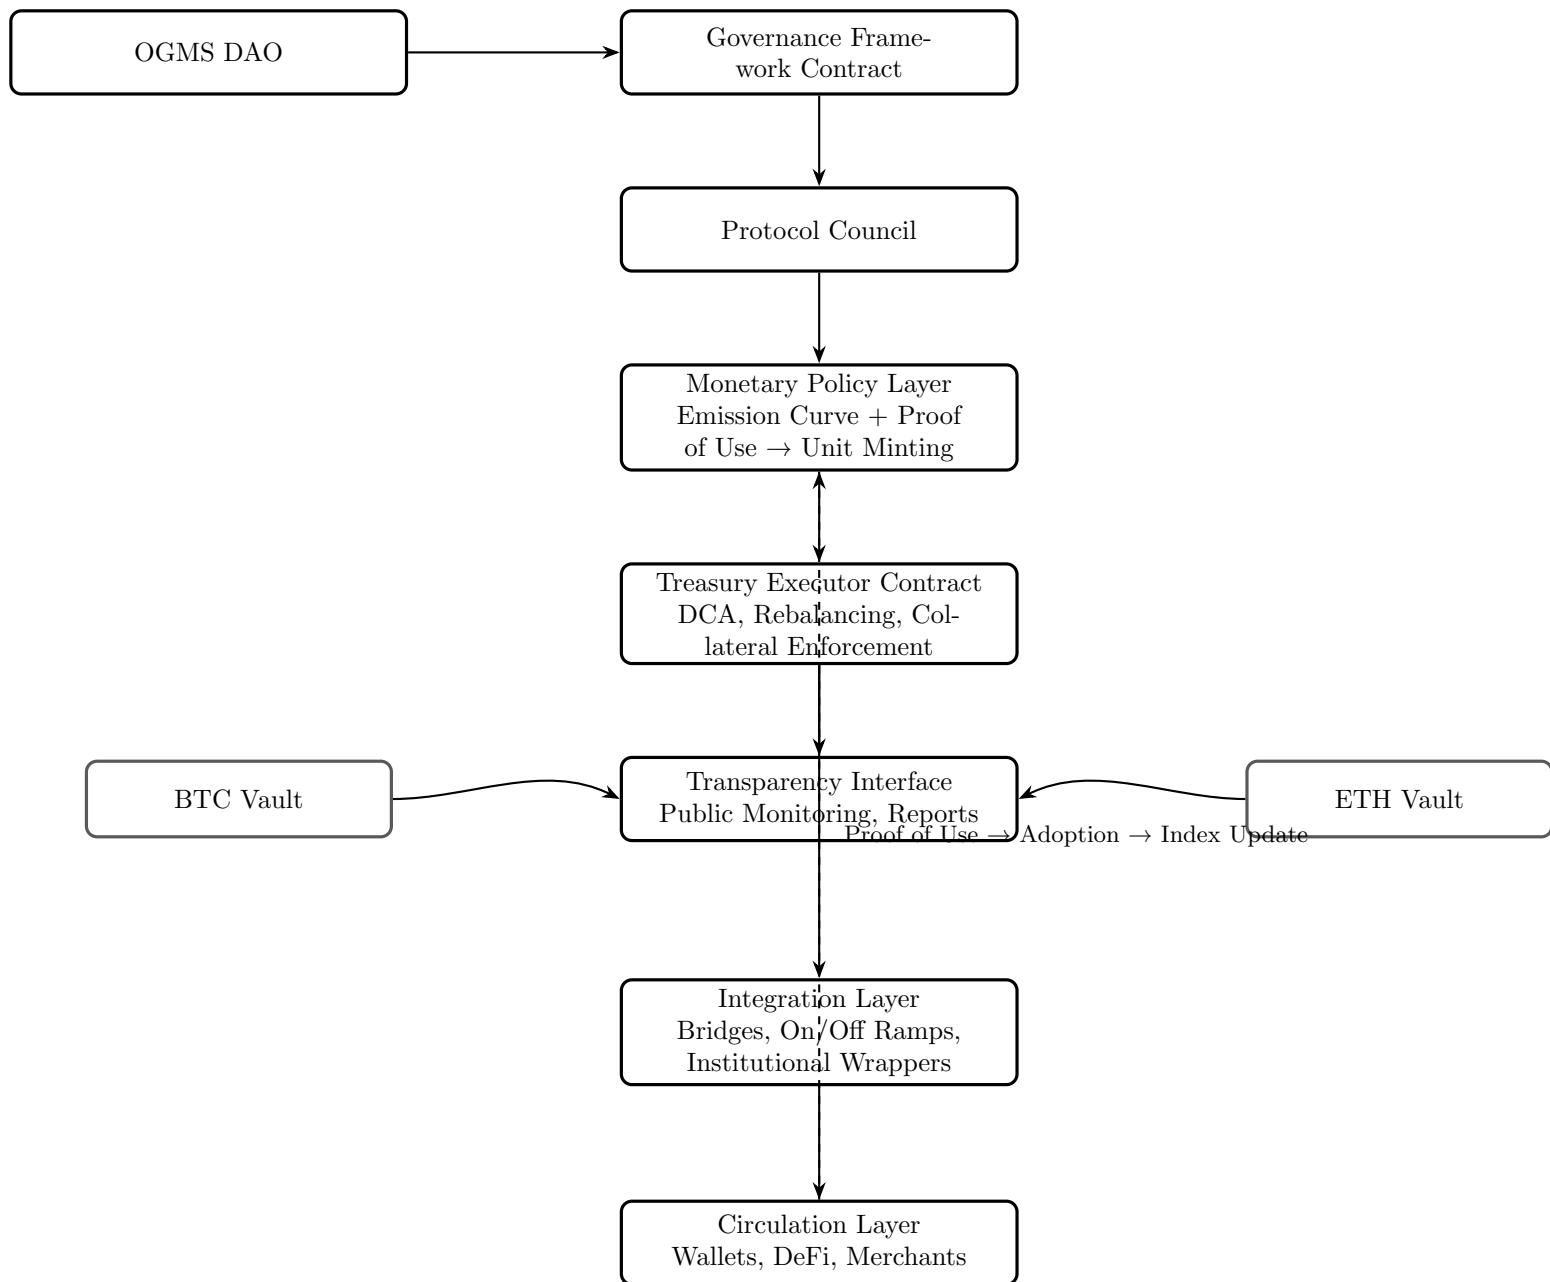 OGMS DAO
Governance Frame-
work Contract
Protocol Council
Monetary Policy Layer
Emission Curve + Proof
of Use → Unit Minting
Treasury Executor Contract
DCA, Rebalancing, Col-
lateral Enforcement
BTC Vault
Transparency Interface
Public Monitoring, Reports
ETH Vault
Proof of Use → Adoption → Index Update
Integration Layer
Bridges, On/Off Ramps,
Institutional Wrappers
Circulation Layer
Wallets, DeFi, Merchants